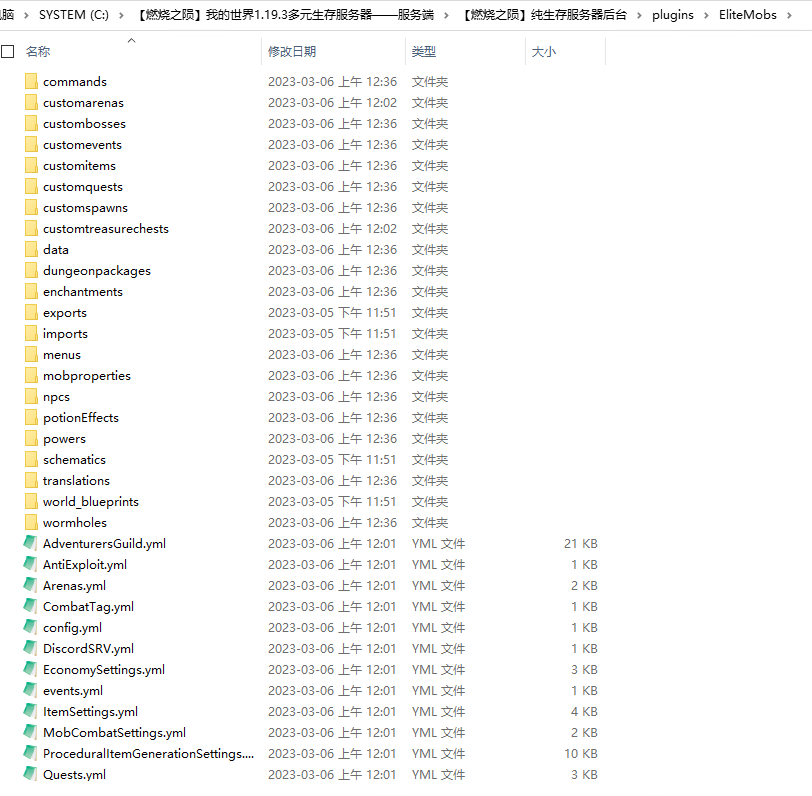 脑 › SYSTEM (C:) › 【燃烧之陨】我的世界1.19.3多元生存服务器——服务端 › 【燃烧之陨】纯生存服务器后台 › plugins › EliteMobs ›
名称 修改日期 类型 大小
commands 2023-03-06 上午 12:36 文件夹
customarenas 2023-03-06 上午 12:02 文件夹
custombosses 2023-03-06 上午 12:36 文件夹
customevents 2023-03-06 上午 12:36 文件夹
customitems 2023-03-06 上午 12:36 文件夹
customquests 2023-03-06 上午 12:36 文件夹
customspawns 2023-03-06 上午 12:36 文件夹
customtreasurechests 2023-03-06 上午 12:02 文件夹
data 2023-03-06 上午 12:36 文件夹
dungeonpackages 2023-03-06 上午 12:36 文件夹
enchantments 2023-03-06 上午 12:36 文件夹
exports 2023-03-05 下午 11:51 文件夹
imports 2023-03-05 下午 11:51 文件夹
menus 2023-03-06 上午 12:36 文件夹
mobproperties 2023-03-06 上午 12:36 文件夹
npcs 2023-03-06 上午 12:36 文件夹
potionEffects 2023-03-06 上午 12:36 文件夹
powers 2023-03-06 上午 12:36 文件夹
schematics 2023-03-05 下午 11:51 文件夹
translations 2023-03-06 上午 12:36 文件夹
world_blueprints 2023-03-05 下午 11:51 文件夹
wormholes 2023-03-06 上午 12:36 文件夹
AdventurersGuild.yml 2023-03-06 上午 12:01 YML 文件 21 KB
AntiExploit.yml 2023-03-06 上午 12:01 YML 文件 1 KB
Arenas.yml 2023-03-06 上午 12:01 YML 文件 2 KB
CombatTag.yml 2023-03-06 上午 12:01 YML 文件 1 KB
config.yml 2023-03-06 上午 12:01 YML 文件 1 KB
DiscordSRV.yml 2023-03-06 上午 12:01 YML 文件 1 KB
EconomySettings.yml 2023-03-06 上午 12:01 YML 文件 3 KB
events.yml 2023-03-06 上午 12:01 YML 文件 1 KB
ItemSettings.yml 2023-03-06 上午 12:01 YML 文件 4 KB
MobCombatSettings.yml 2023-03-06 上午 12:01 YML 文件 2 KB
ProceduralItemGenerationSettings.... 2023-03-06 上午 12:01 YML 文件 10 KB
Quests.yml 2023-03-06 上午 12:01 YML 文件 3 KB